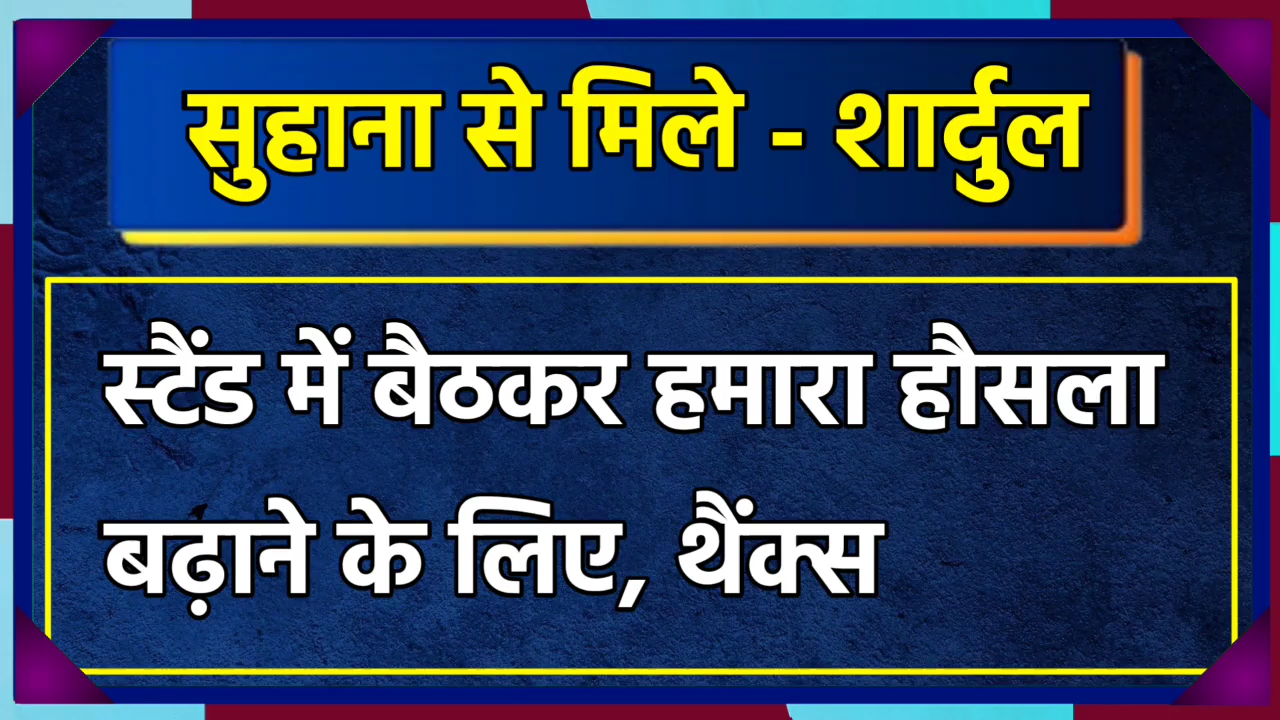 सुहाना से मिले - शार्दुल
स्टैंड में बैठकर हमारा हौसला
बढ़ाने के लिए, थैंक्स